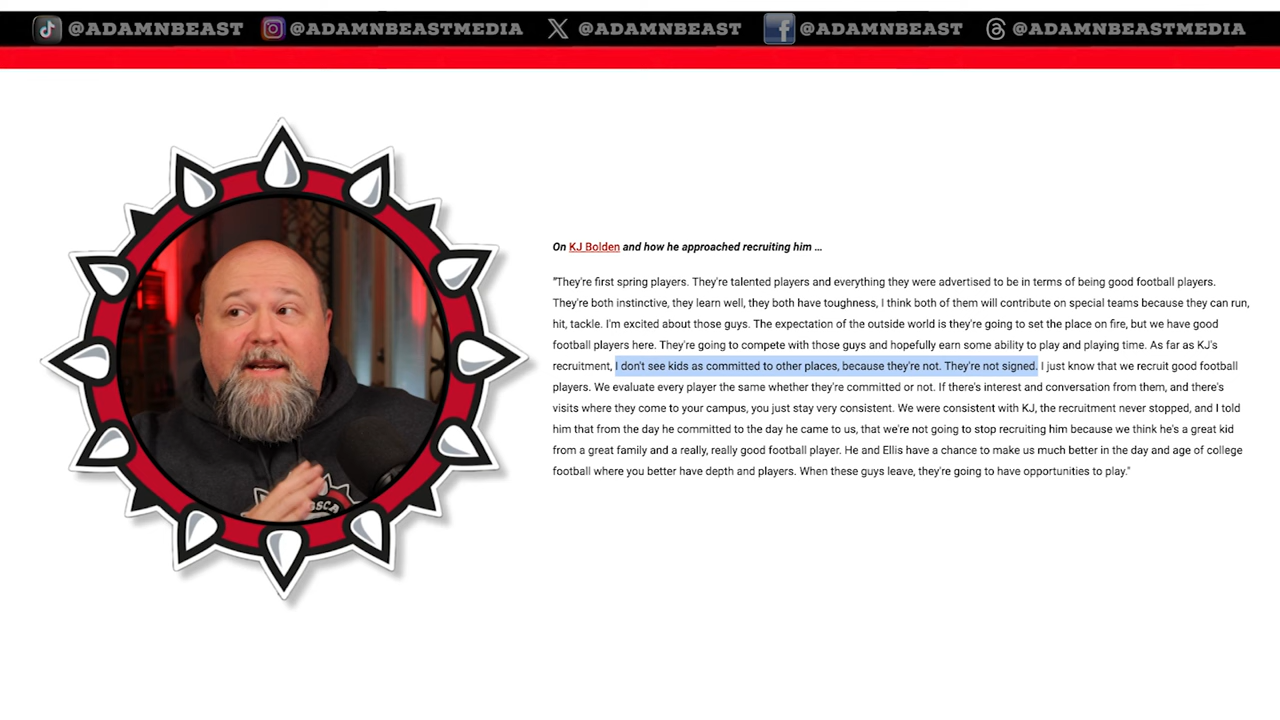 @ADAMNBEAST @ADAMNBEASTMEDIA @ADAMNBEAST @ADAMNBEAST @ADAMNBEASTMEDIA
On KJ Bolden and how he approached recruiting him ...
"They're first spring players. They're talented players and everything they were advertised to be in terms of being good football players.
They're both instinctive, they learn well, they both have toughness, I think both of them will contribute on special teams because they can run,
hit, tackle. I'm excited about those guys. The expectation of the outside world is they're going to set the place on fire, but we have good
football players here. They're going to compete with those guys and hopefully earn some ability to play and playing time. As far as KJ's
recruitment, I don't see kids as committed to other places, because they're not. They're not signed. I just know that we recruit good football
players. We evaluate every player the same whether they're committed or not. If there's interest and conversation from them, and there's
visits where they come to your campus, you just stay very consistent. We were consistent with KJ, the recruitment never stopped, and I told
him that from the day he committed to the day he came to us, that we're not going to stop recruiting him because we think he's a great kid
from a great family and a really, really good football player. He and Ellis have a chance to make us much better in the day and age of college
football where you better have depth and players. When these guys leave, they're going to have opportunities to play."